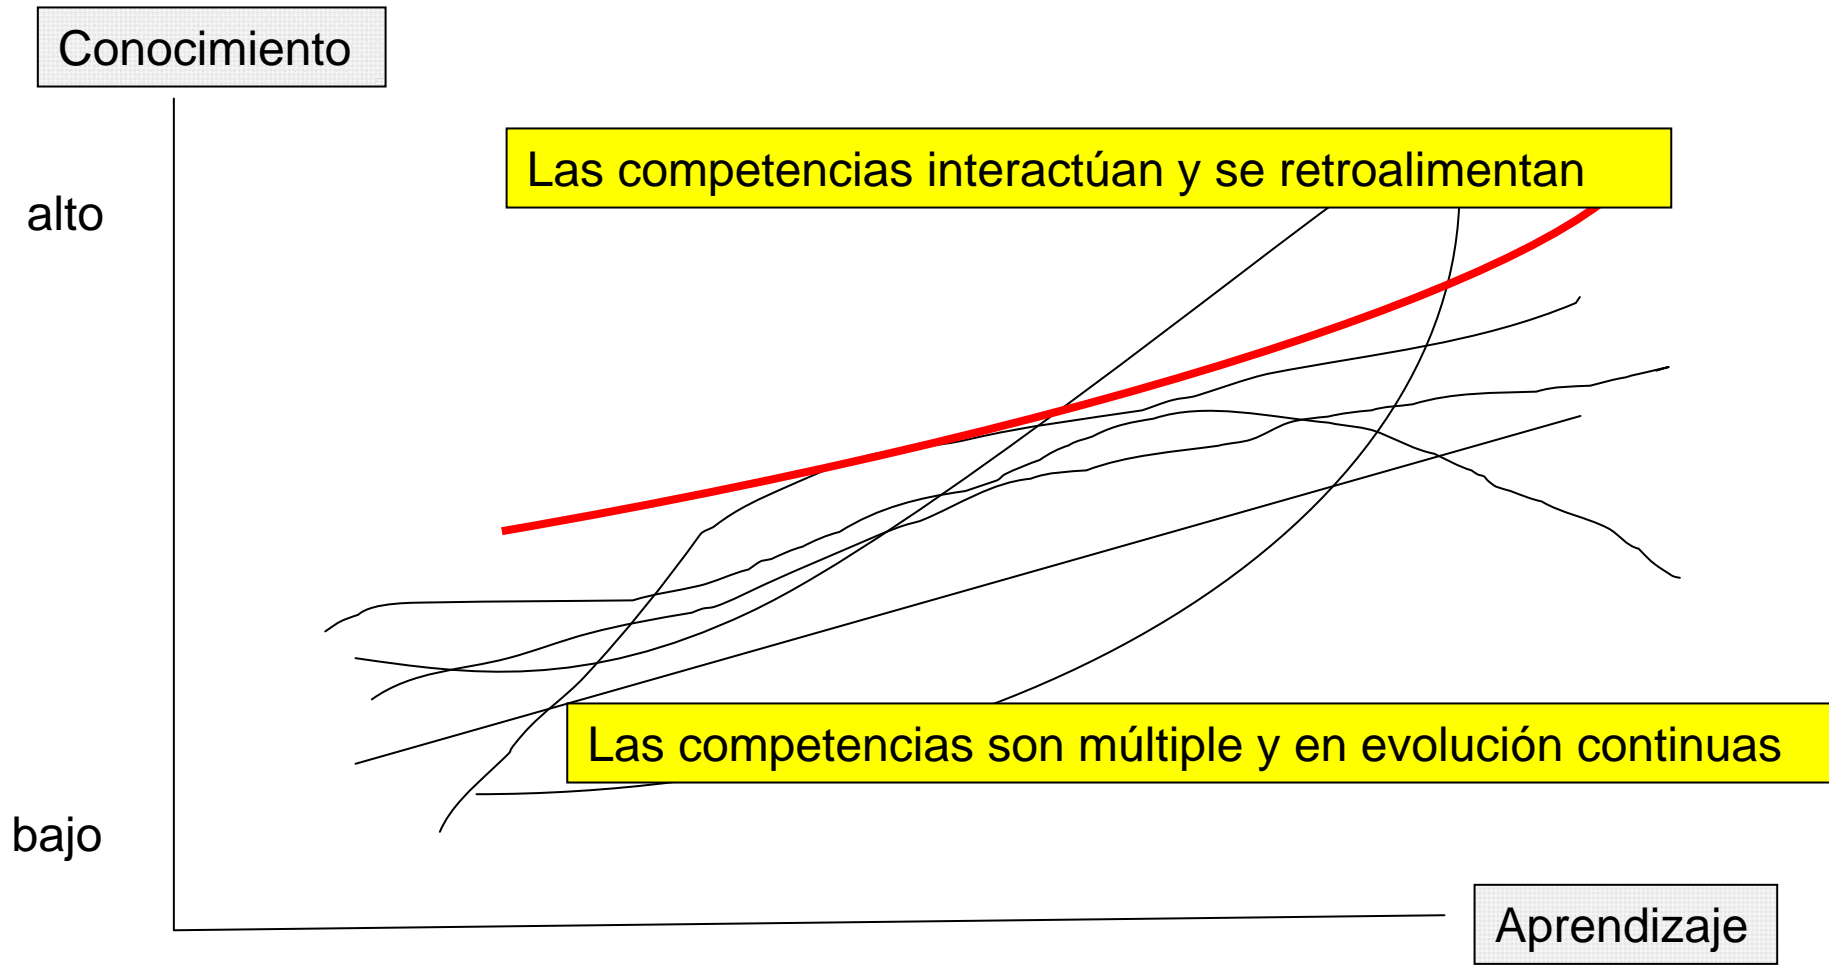 Conocimiento
Las competencias interactúan y se retroalimentan
alto
Las competencias son múltiple y en evolución continuas
bajo
Aprendizaje